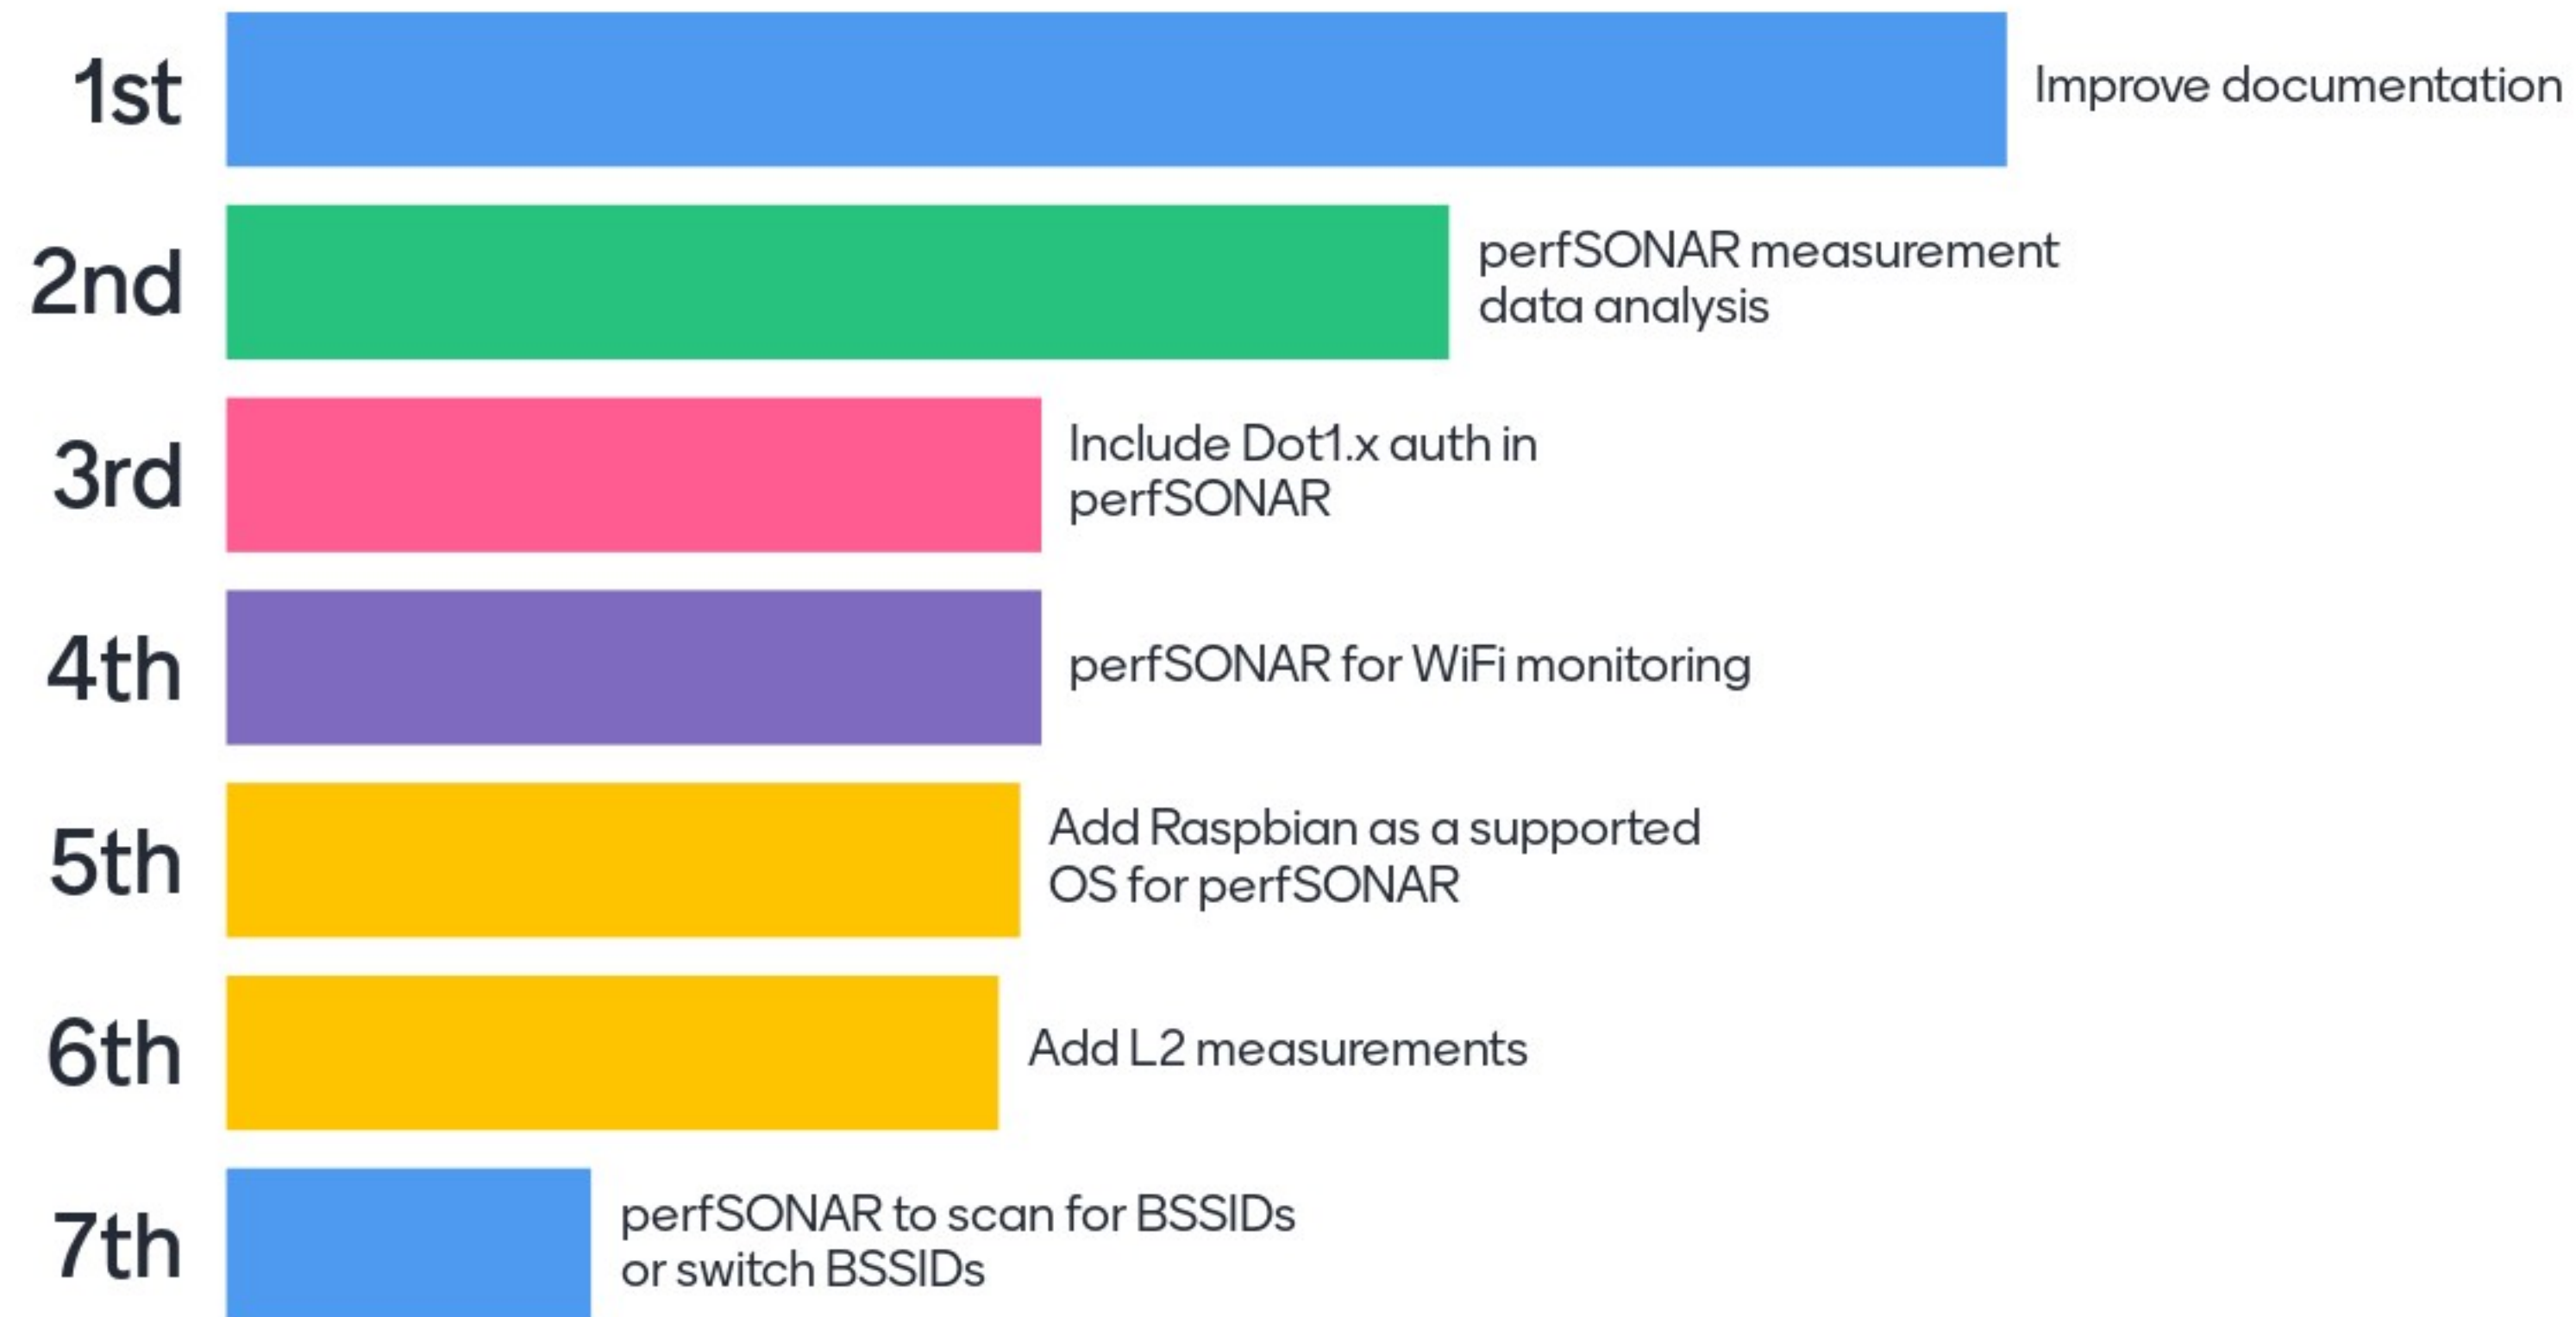 1st
Improve documentation
2nd
perfSONAR measurement
data analysis
3rd
Include Dot1.x auth in
perfSONAR
4th
perfSONAR for WiFi monitoring
5th
Add Raspbian as a supported
OS for perfSONAR
6th
Add L2 measurements
7th
perfSONAR to scan for BSSIDs
or switch BSSIDs